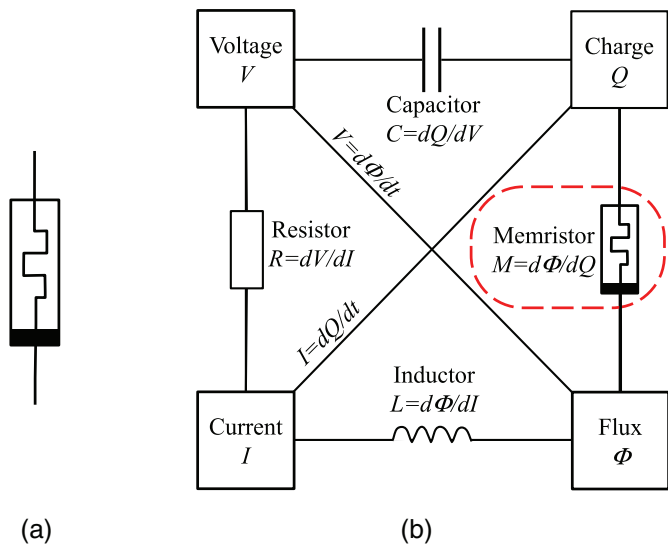 Voltage
V
Charge
Q
Capacitor
C=dQ/dV
V=dΦ/dt
Resistor
R=dV/dI
Memristor
M=dΦ/dQ
I=dQ/dt
Inductor
L=dΦ/dI
Current
I
Flux
Φ
(a)
(b)